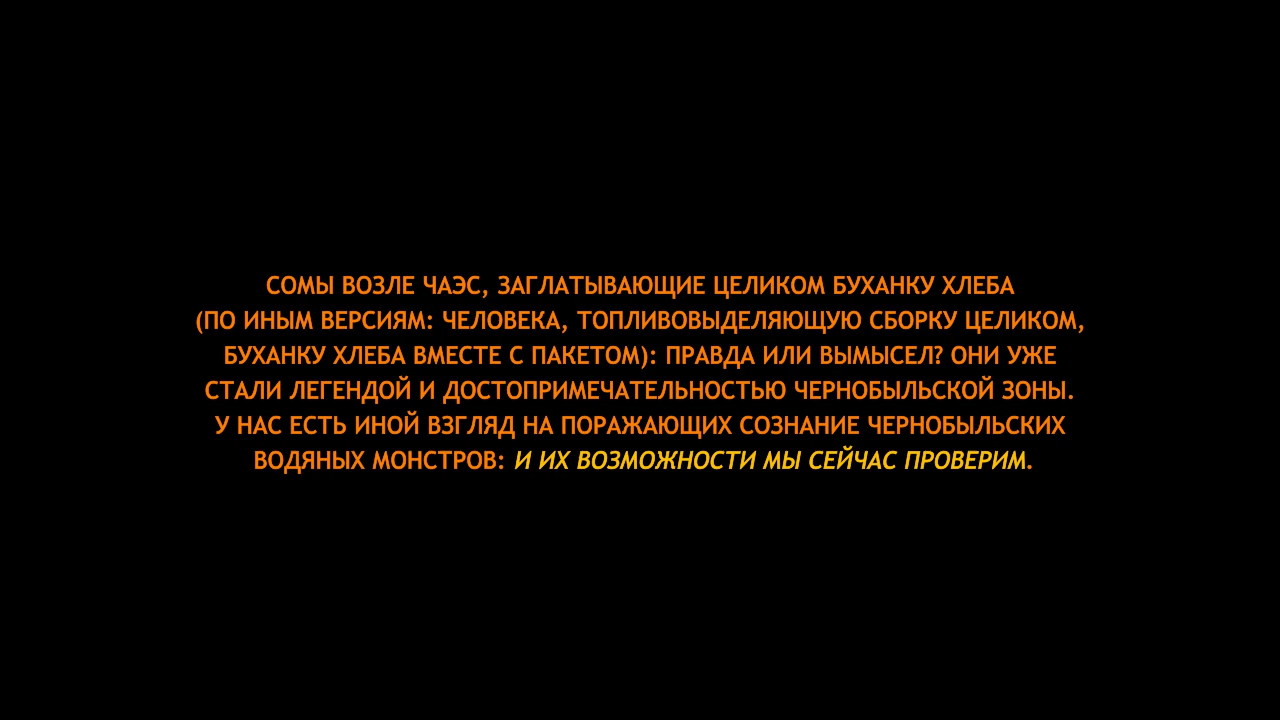 СОМЫ ВОЗЛЕ ЧАЭС, ЗАГЛАТЫВАЮЩИЕ ЦЕЛИКОМ БУХАНКУ ХЛЕБА
(ПО ИНЫМ ВЕРСИЯМ: ЧЕЛОВЕКА, ТОПЛИВОВЫДЕЛЯЮЩУЮ СБОРКУ ЦЕЛИКОМ,
БУХАНКУ ХЛЕБА ВМЕСТЕ С ПАКЕТОМ): ПРАВДА ИЛИ ВЫМЫСЕЛ? ОНИ УЖЕ
СТАЛИ ЛЕГЕНДОЙ И ДОСТОПРИМЕЧАТЕЛЬНОСТЬЮ ЧЕРНОБЫЛЬСКОЙ ЗОНЫ.
У НАС ЕСТЬ ИНОЙ ВЗГЛЯД НА ПОРАЖАЮЩИХ СОЗНАНИЕ ЧЕРНОБЫЛЬСКИХ
ВОДЯНЫХ МОНСТРОВ: И ИХ ВОЗМОЖНОСТИ МЫ СЕЙЧАС ПРОВЕРИМ.